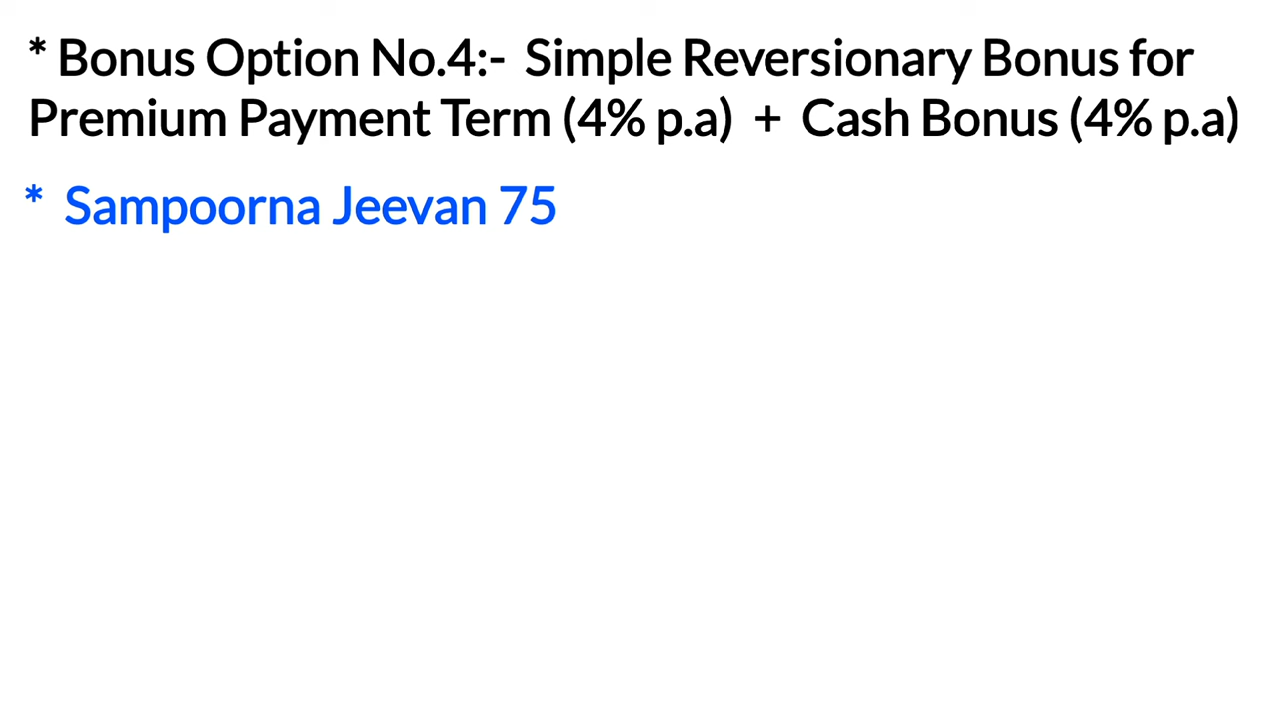 * Bonus Option No.4:- Simple Reversionary Bonus for
Premium Payment Term (4% p.a) + Cash Bonus (4% p.a)
* Sampoorna Jeevan 75